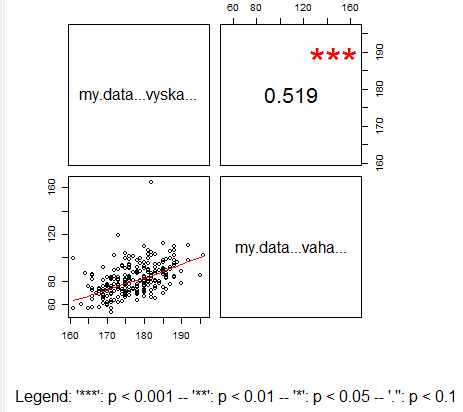 60 80 120 160
my.data...vyska...
***
0.519
160 170 180 190
60 80 120 160
my.data...vaha...
160 170 180 190
Legend: '***': p < 0.001 -- '**': p < 0.01 -- '*': p < 0.05 -- '.'': p < 0.1